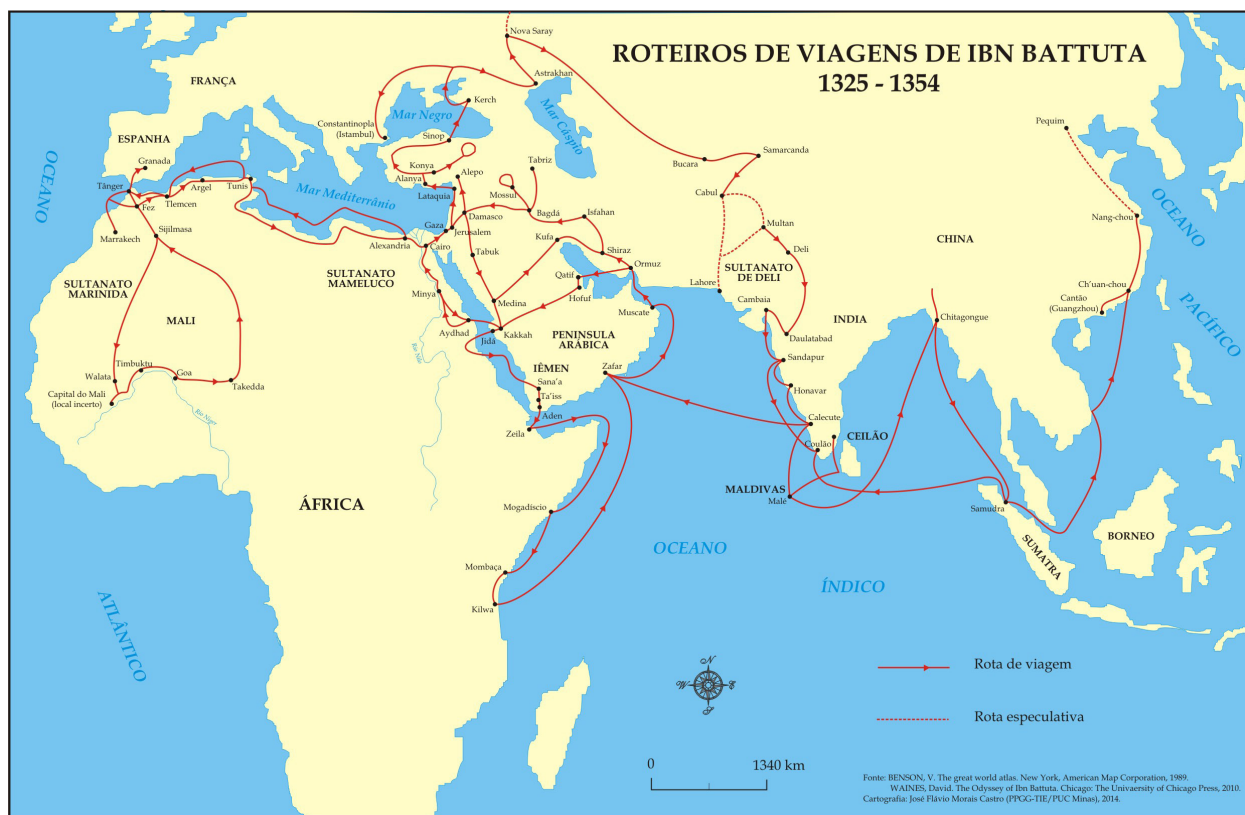 ROTEIROS DE VIAGENS DE IBN BATTUTA
1325 - 1354
Nova Saray
Astrakhan
FRANÇA
Kerch
Mar Negro
Mar Cáspio
Constantinopla
(Istambul)
Sinop
Pequim
ESPANHA
OCEANO
Granada
Konya
Alepo
Tabriz
Bucara
Samarcanda
Alanya
Tânger
Argel
Tunis
Mossul
Cabul
OCEANO
Fez
Tlemcen
Mar Mediterrânio
Lataquia
Damasco
Bagdá
Isfahan
Nang-chou
Marrakech
Sijilmasa
Gaza
Jerusalem
Multan
Alexandria
Cairo
Kufa
Shiraz
Deli
CHINA
Tabuk
Ormuz
SULTANATO
MAMELUCO
SULTANATO
DE DELI
SULTANATO
MARINIDA
Qatif
Hofuf
Lahore
Ch'uan-chou
Minya
Medina
Muscate
Cambaia
Cantão
(Guangzhou)
PACÍFICO
MALI
INDIA
Chitagongue
Aydhad
Jidá
Kakkah
PENINSULA
ARÁBICA
Daulatabad
Rio Nilo
Timbuktu
IÊMEN
Zafar
Sandapur
Walata
Goa
Takedda
Sana'a
Honavar
Capital do Mali
(local incerto)
Ta'iss
Aden
Rio Níger
Zeila
Calecute
Coulão
CEILÃO
MALDIVAS
Malé
ÁFRICA
Mogadiscio
Samudra
OCEANO
BORNEO
SUMATRA
Mombaça
ÍNDICO
Kilwa
ATLÂNTICO
N
W
E
S
Rota de viagem
Rota especulativa
0
1340 km
Fonte: BENSON, V. The great world atlas. New York, American Map Corporation, 1989.
WAINES, David. The Odyssey of Ibn Battuta. Chicago: The Univaersity of Chicago Press, 2010.
Cartografia: José Flávio Morais Castro (PPGG-TIE/PUC Minas), 2014.